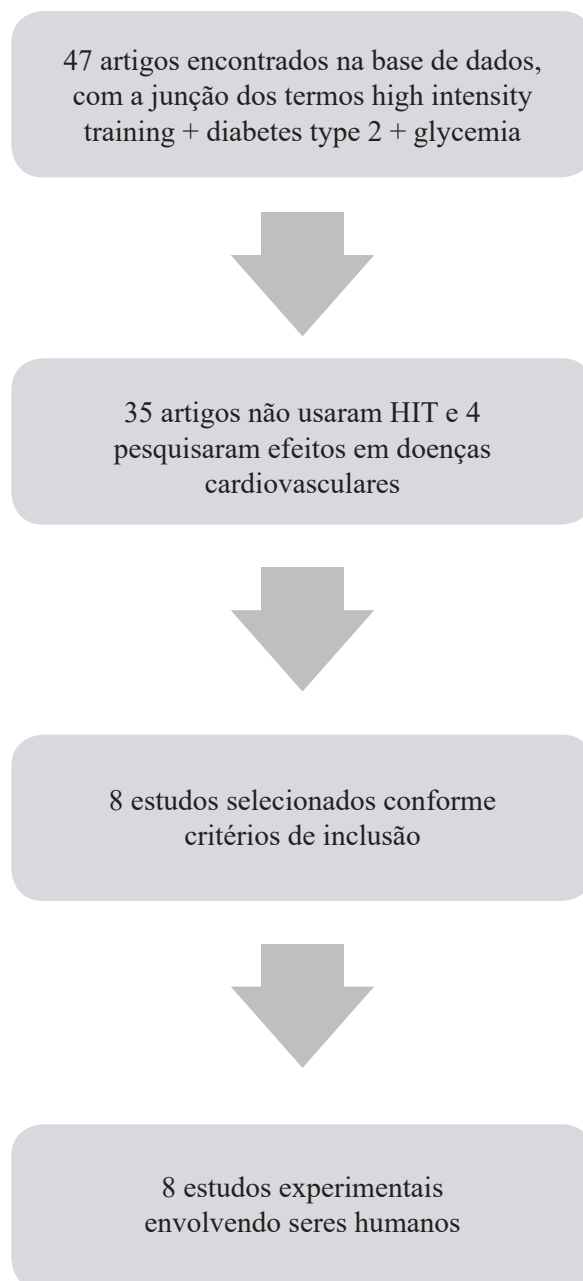 47 artigos encontrados na base de dados,
com a junção dos termos high intensity
training + diabetes type 2 + glycemia
35 artigos não usaram HIT e 4
pesquisaram efeitos em doenças
cardiovasculares
8 estudos selecionados conforme
critérios de inclusão
8 estudos experimentais
envolvendo seres humanos